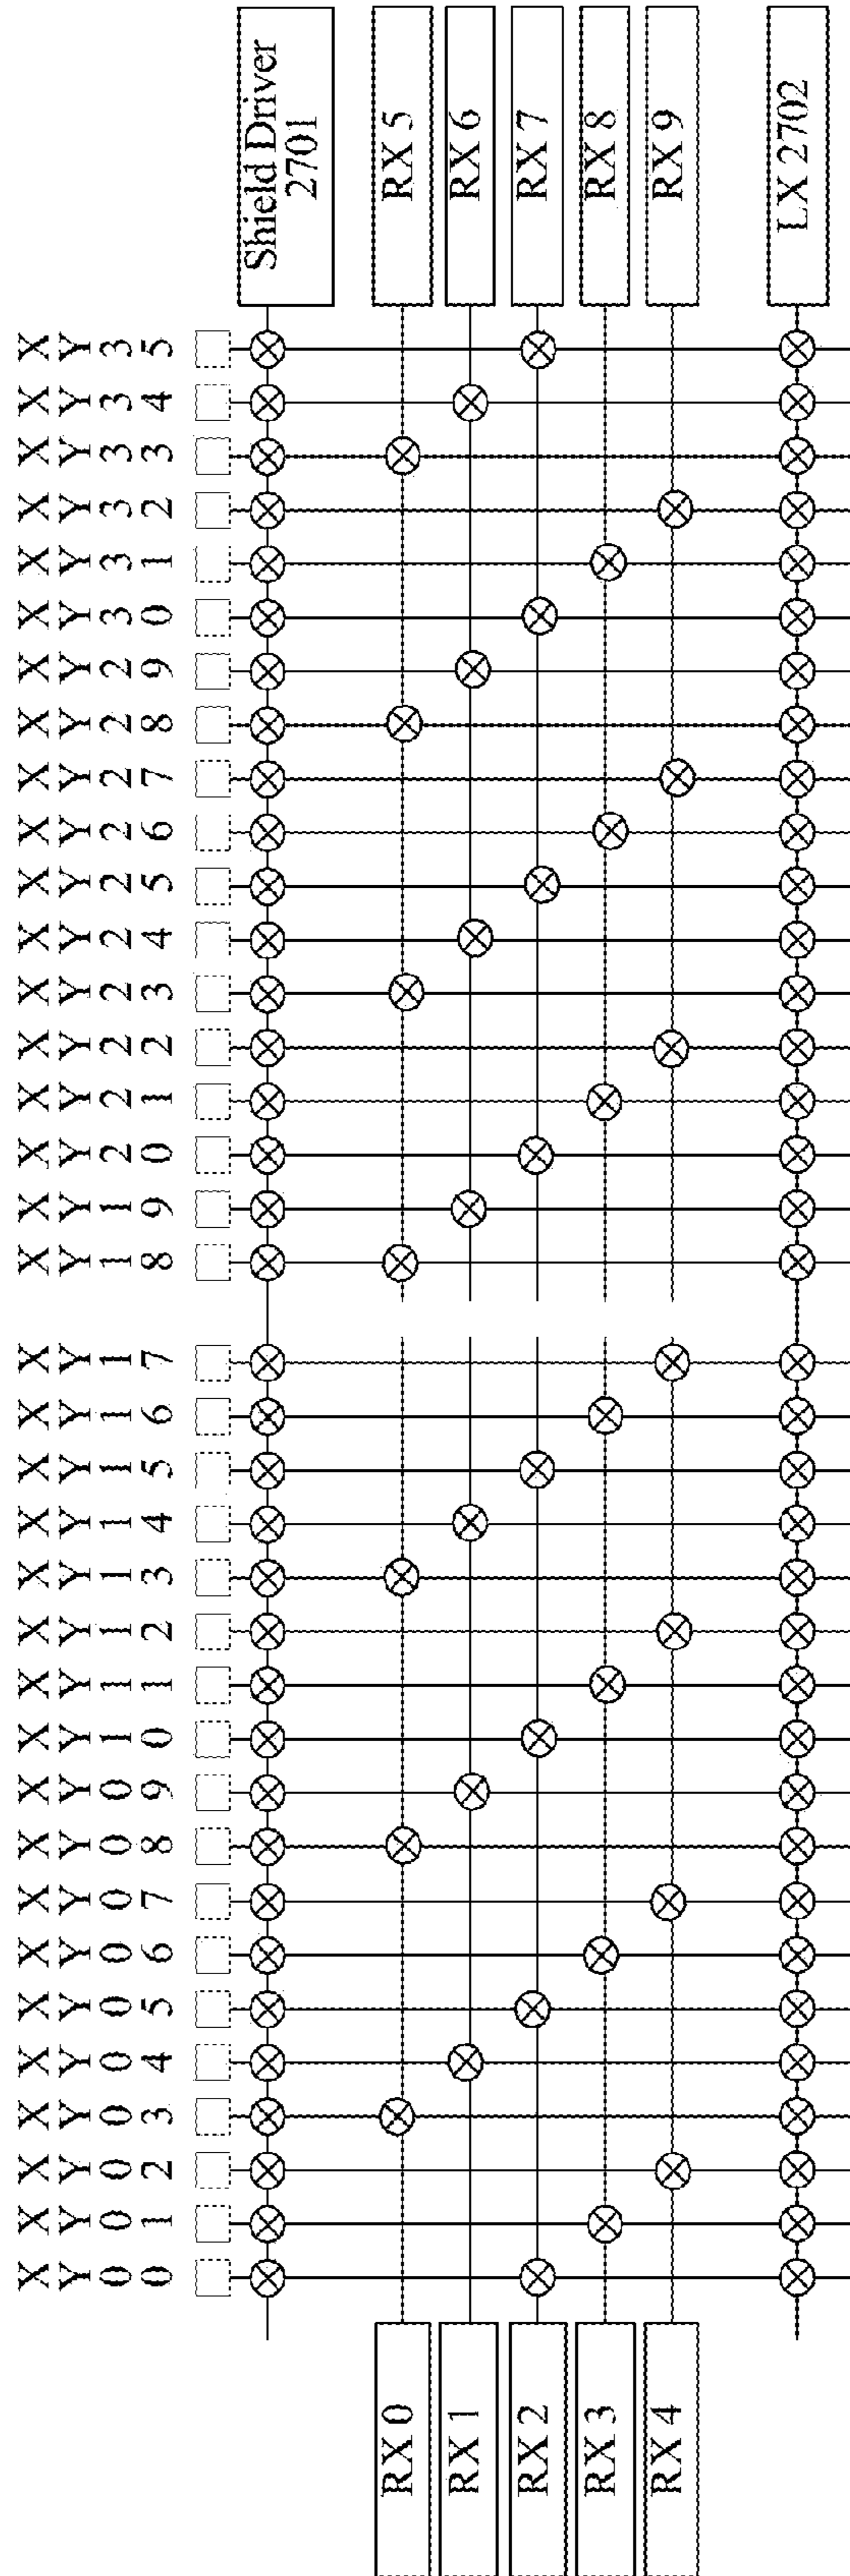 XY00
XY01
XY02
XY03
XY04
XY05
XY06
XY07
XY08
XY09
XY10
XY11
XY12
XY13
XY14
XY15
XY16
XY17
XY18
XY19
XY20
XY21
XY22
XY23
XY24
XY25
XY26
XY27
XY28
XY29
XY30
XY31
XY32
XY33
XY34
XY35
Shield Driver
2701
RX 0
RX 5
RX 1
RX 6
RX 2
RX 7
RX 3
RX 8
RX 4
RX 9
LX 2702